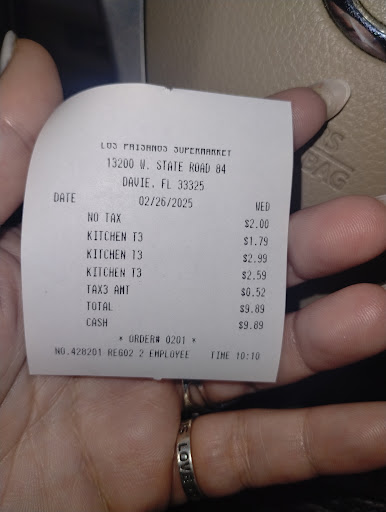 LOS PAISANOS SUPERMARKET
13200 W. STATE ROAD 84
DAVIE, FL 33325
DATE 02/26/2025 WED
NO TAX $2.00
KITCHEN T3 $1.79
KITCHEN T3 $2.99
KITCHEN T3 $2.59
TAX3 AMT $0.52
TOTAL $9.89
CASH $9.89
* ORDER# 0201 *
NO.428201 REG02 2 EMPLOYEE TIME 10:10
LOVE